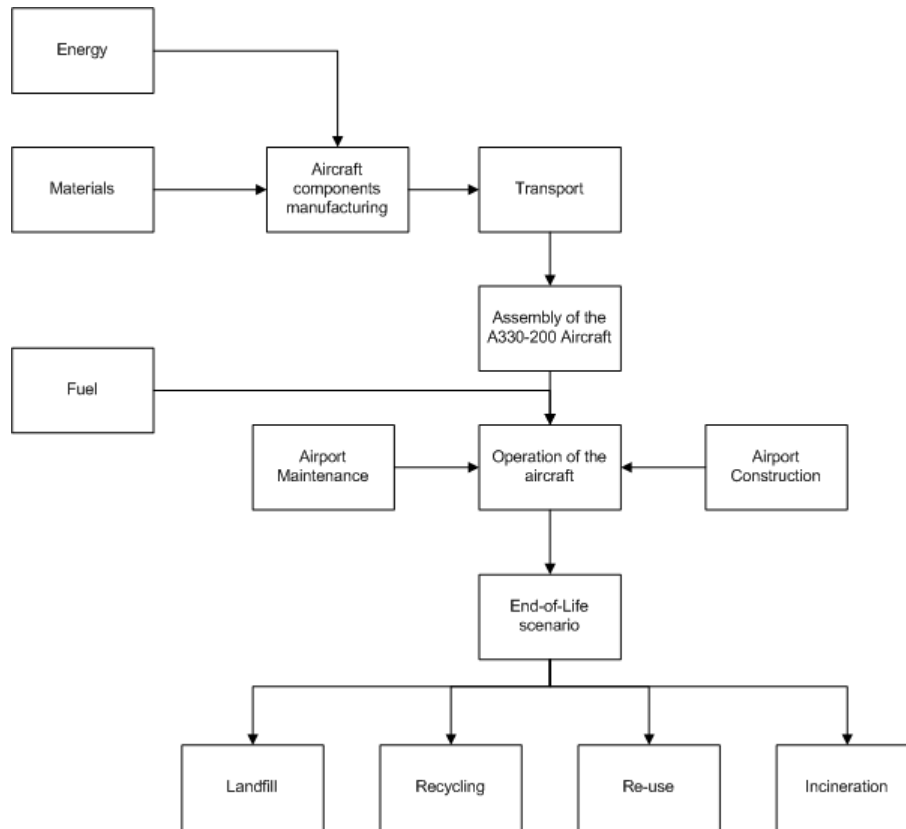 Energy
Materials
Aircraft
components
manufacturing
Transport
Assembly of the
A330-200 Aircraft
Fuel
Airport
Maintenance
Operation of the
aircraft
Airport
Construction
End-of-Life
scenario
Landfill
Recycling
Re-use
Incineration